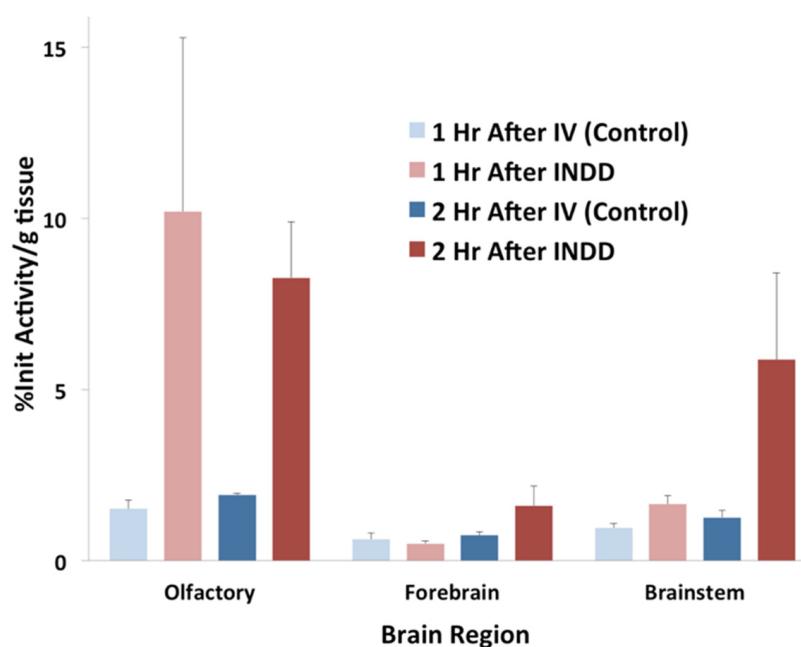 %Init Activity/g tissue
15
10
5
0
1 Hr After IV (Control)
1 Hr After INDD
2 Hr After IV (Control)
2 Hr After INDD
Olfactory
Forebrain
Brainstem
Brain Region